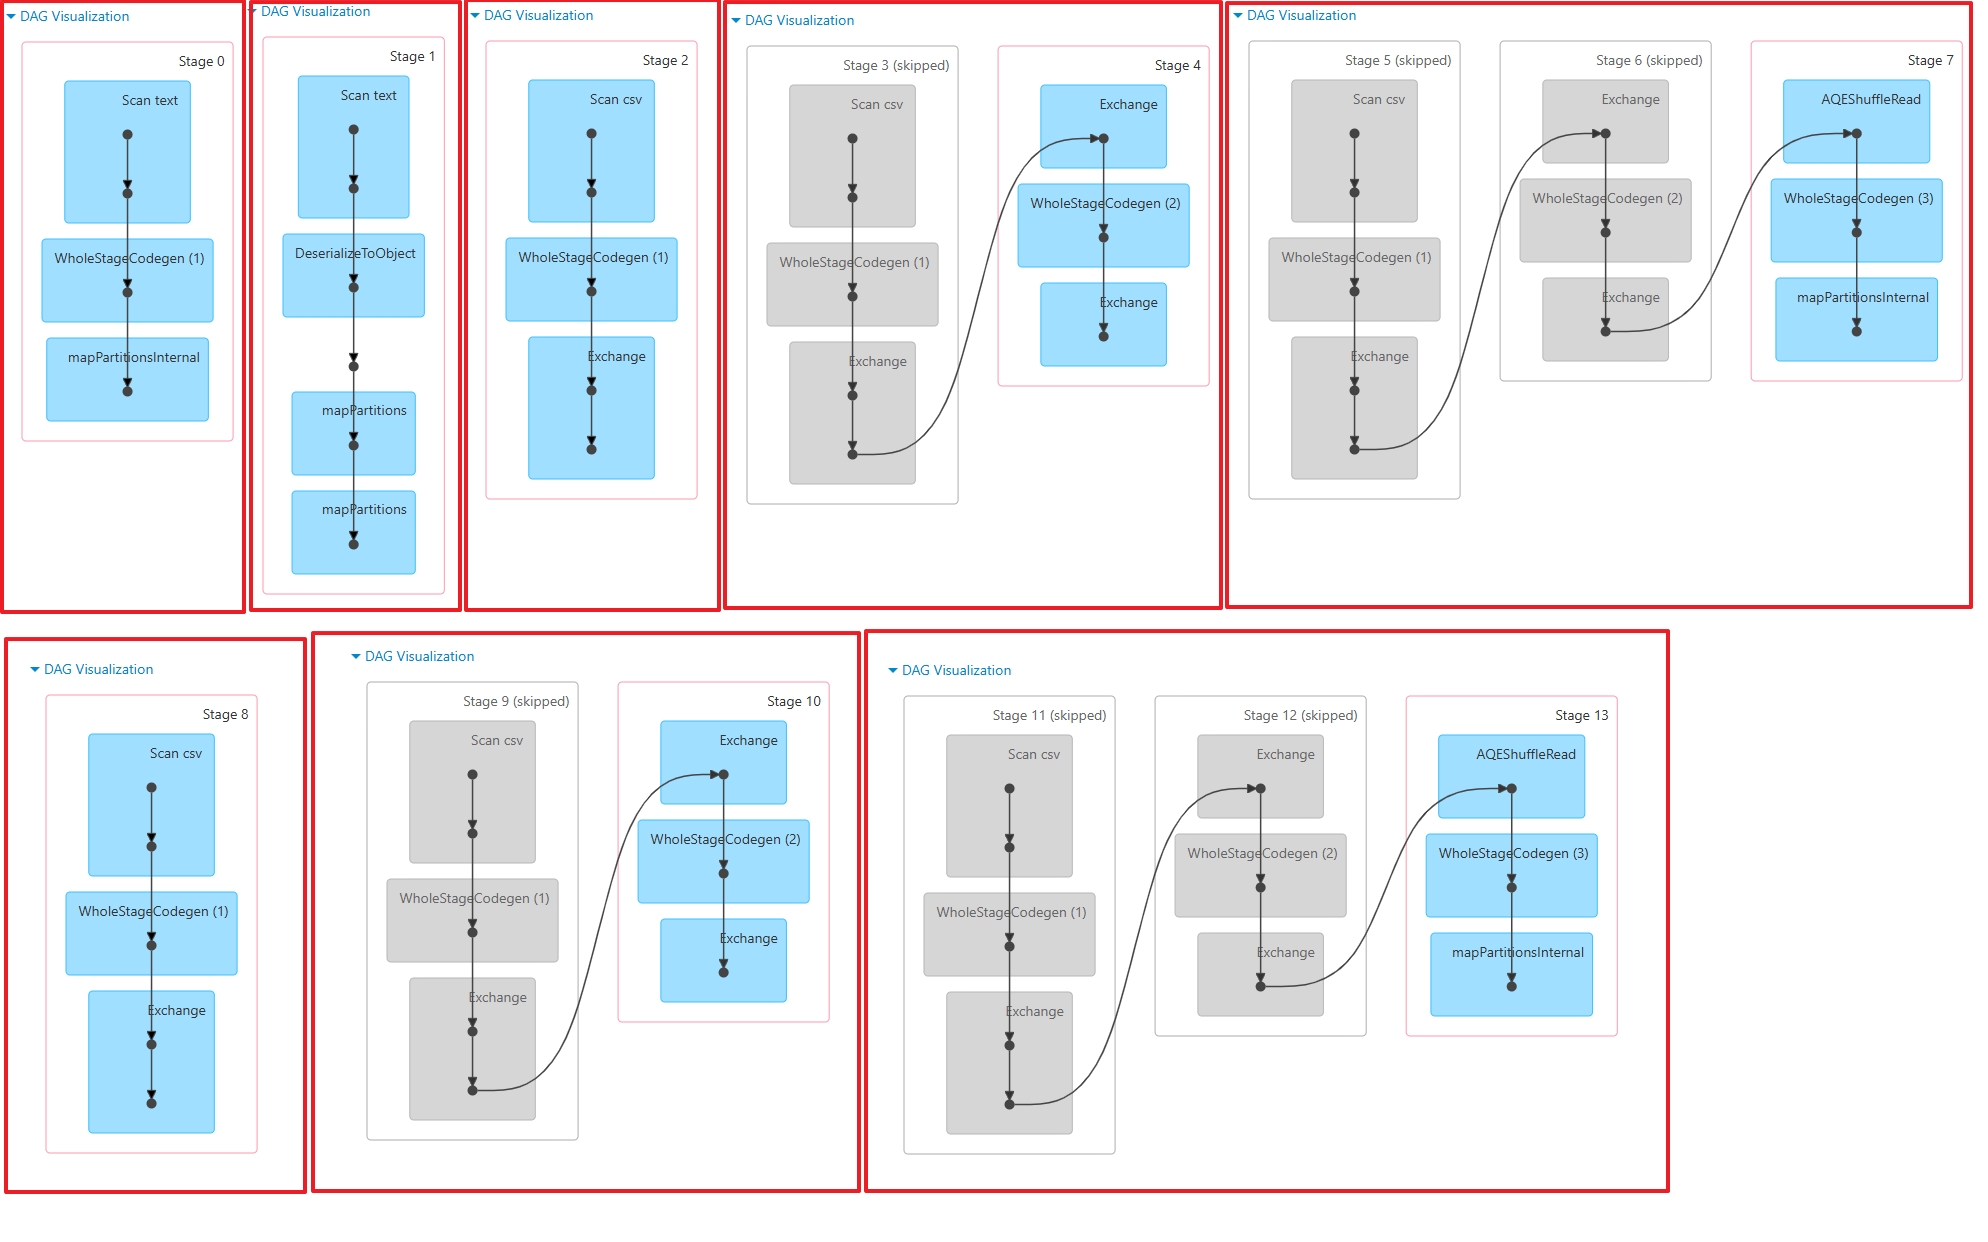 DAG Visualization
Stage 0
Scan text
WholeStageCodegen (1)
mapPartitionsInternal
DAG Visualization
Stage 1
Scan text
DeserializeToObject
mapPartitions
mapPartitions
DAG Visualization
Stage 2
Scan csv
WholeStageCodegen (1)
Exchange
DAG Visualization
Stage 3 (skipped)
Scan csv
WholeStageCodegen (1)
Exchange
Stage 4
Exchange
WholeStageCodegen (2)
Exchange
DAG Visualization
Stage 5 (skipped)
Scan csv
WholeStageCodegen (1)
Exchange
Stage 6 (skipped)
Exchange
WholeStageCodegen (2)
Exchange
Stage 7
AQEShuffleRead
WholeStageCodegen (3)
mapPartitionsInternal
DAG Visualization
Stage 8
Scan csv
WholeStageCodegen (1)
Exchange
DAG Visualization
Stage 9 (skipped)
Scan csv
WholeStageCodegen (1)
Exchange
Stage 10
Exchange
WholeStageCodegen (2)
Exchange
DAG Visualization
Stage 11 (skipped)
Scan csv
WholeStageCodegen (1)
Exchange
Stage 12 (skipped)
Exchange
WholeStageCodegen (2)
Exchange
Stage 13
AQEShuffleRead
WholeStageCodegen (3)
mapPartitionsInternal